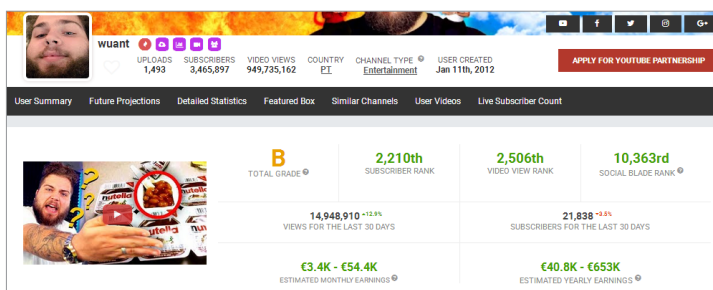 G+
wuant
UPLOADS SUBSCRIBERS VIDEO VIEWS COUNTRY CHANNEL TYPE USER CREATED
1,493 3,465,897 949,735,162 PT Entertainment Jan 11th, 2012
APPLY FOR YOUTUBE PARTNERSHIP
User Summary Future Projections Detailed Statistics Featured Box Similar Channels User Videos Live Subscriber Count
B 2,210th 2,506th 10,363rd
TOTAL GRADE SUBSCRIBER RANK VIDEO VIEW RANK SOCIAL BLADE RANK
nutella
14,948,910 +12.9% 21,838 -3.5%
VIEWS FOR THE LAST 30 DAYS SUBSCRIBERS FOR THE LAST 30 DAYS
€3.4K - €54.4K €40.8K - €653K
ESTIMATED MONTHLY EARNINGS ESTIMATED YEARLY EARNINGS